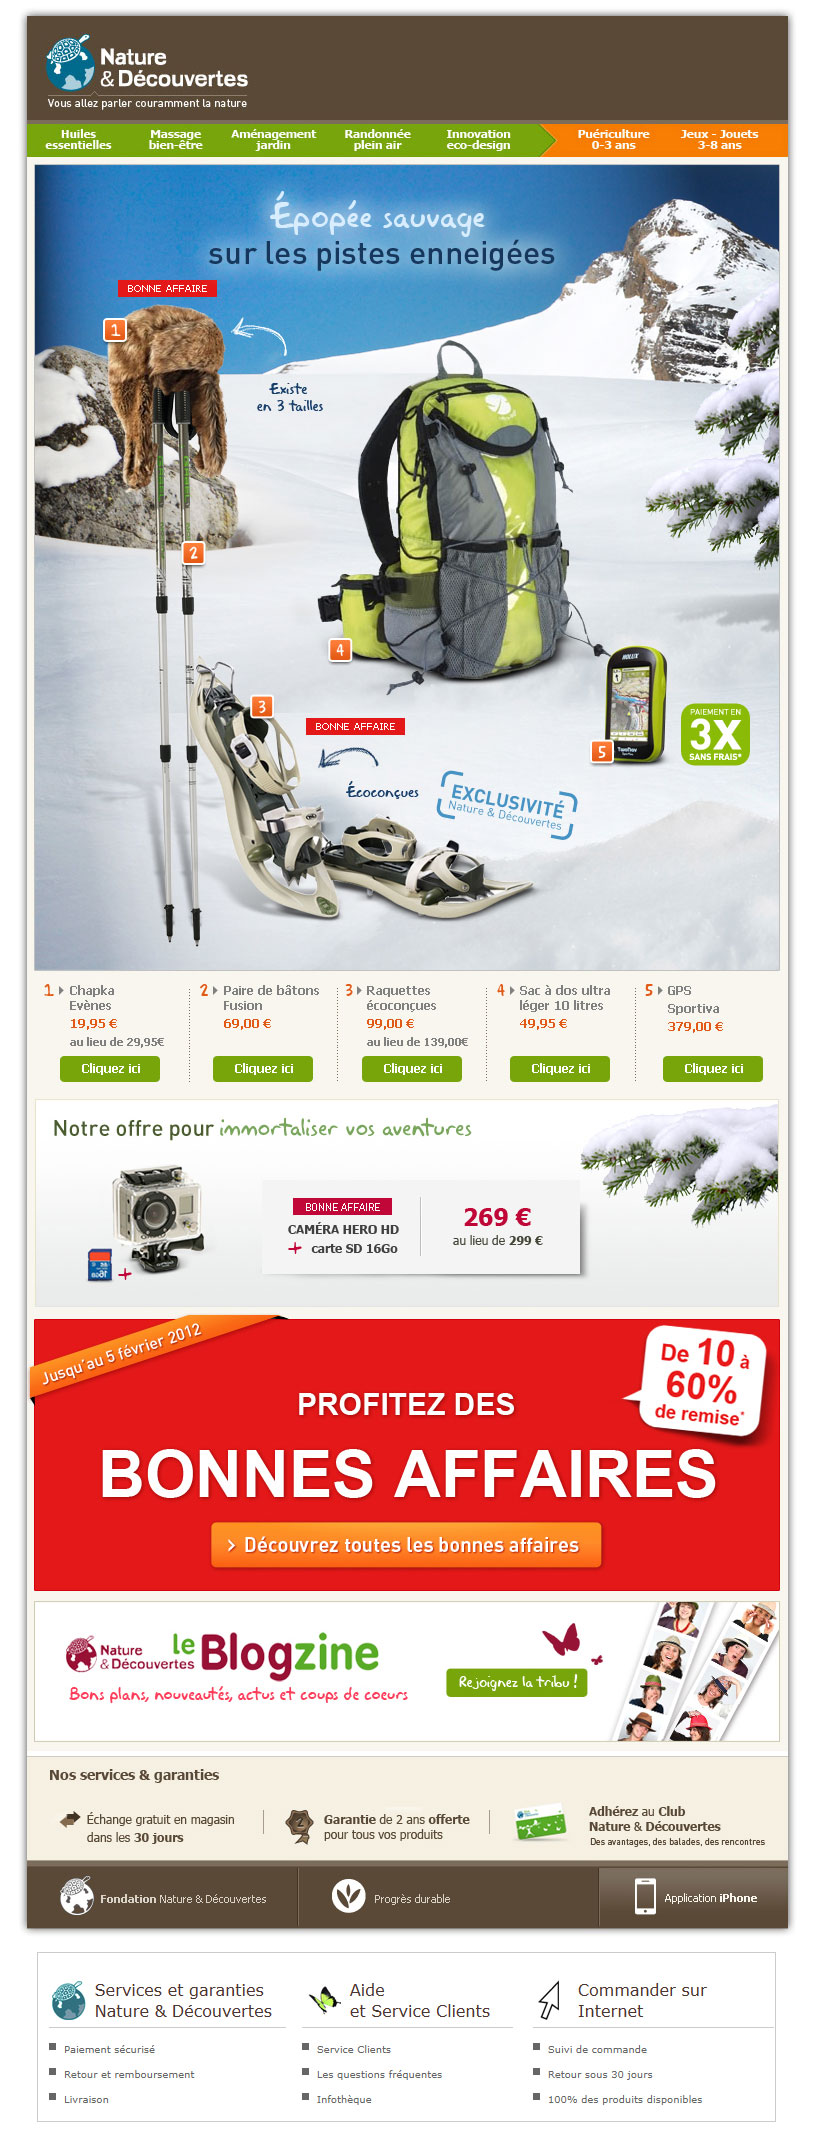 Nature
& Découvertes
Vous allez parler couramment la nature
Huiles
essentielles
Massage
bien-être
Aménagement
jardin
Randonnée
plein air
Innovation
eco-design
Puériculture
0-3 ans
Jeux - Jouets
3-8 ans
Épopée sauvage
sur les pistes enneigées
BONNE AFFAIRE
1
Existe
en 3 tailles
2
4
3
BONNE AFFAIRE
Écoconçues
EXCLUSIVITÉ
Nature & Découvertes
HOLUX
5
PAIEMENT EN
3X
SANS FRAIS*
1 Chapka
Evènes
19,95 €
au lieu de 29,95€
Cliquez ici
2 Paire de bâtons
Fusion
69,00 €
Cliquez ici
3 Raquettes
écoconçues
99,00 €
au lieu de 139,00€
Cliquez ici
4 Sac à dos ultra
léger 10 litres
49,95 €
Cliquez ici
5 GPS
Sportiva
379,00 €
Cliquez ici
Notre offre pour immortaliser vos aventures
BONNE AFFAIRE
CAMÉRA HERO HD
+ carte SD 16Go
269 €
au lieu de 299 €
Jusqu'au 5 février 2012
De 10 à
60%
de remise*
PROFITEZ DES
BONNES AFFAIRES
> Découvrez toutes les bonnes affaires
Nature
& Découvertes
le Blogzine
Bons plans, nouveautés, actus et coups de coeurs
Rejoignez la tribu !
Nos services & garanties
Échange gratuit en magasin
dans les 30 jours
2
Garantie de 2 ans offerte
pour tous vos produits
Adhérez au Club
Nature & Découvertes
Des avantages, des balades, des rencontres
Fondation Nature & Découvertes
Progrès durable
Application iPhone
Services et garanties
Nature & Découvertes
Paiement sécurisé
Retour et remboursement
Livraison
Aide
et Service Clients
Service Clients
Les questions fréquentes
Infothèque
Commander sur
Internet
Suivi de commande
Retour sous 30 jours
100% des produits disponibles